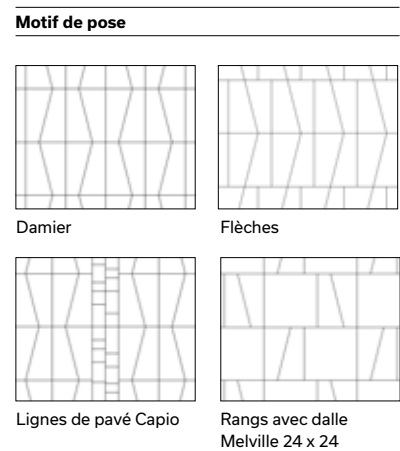 Motif de pose
Damier
Flèches
Lignes de pavé Capio
Rangs avec dalle
Melville 24 x 24